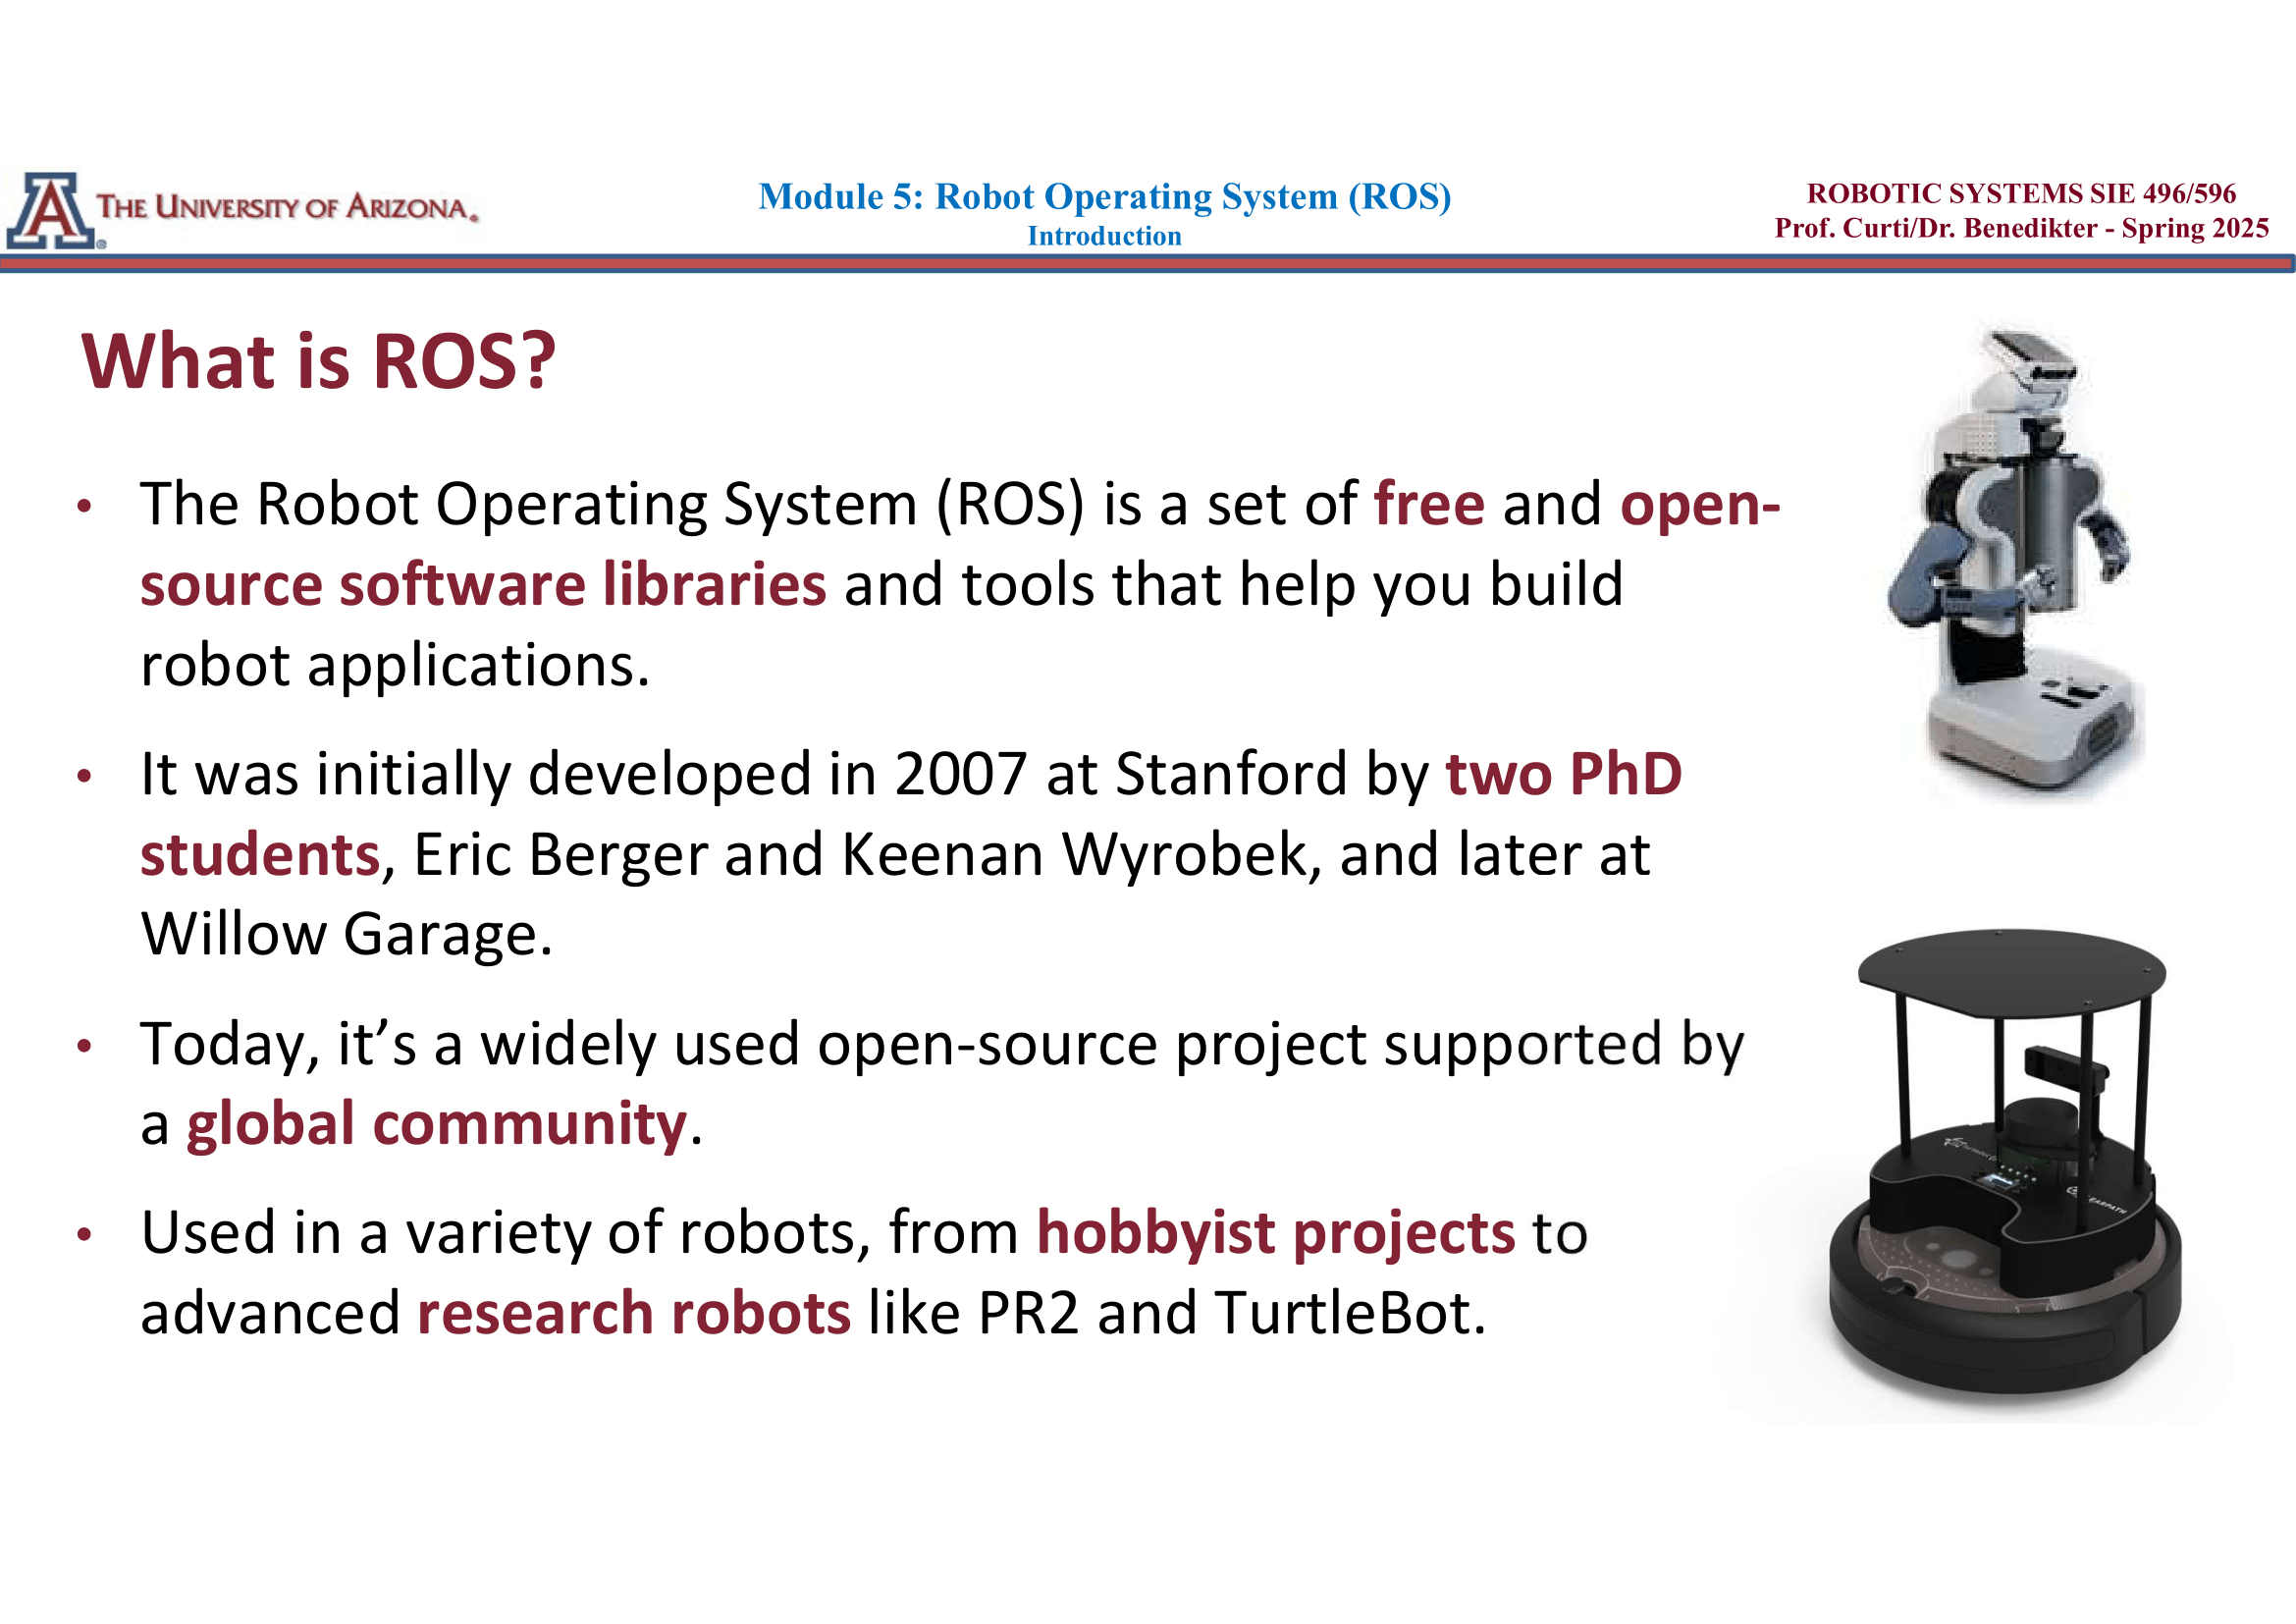 THE UNIVERSITY OF ARIZONA.
Module 5: Robot Operating System (ROS)
Introduction
ROBOTIC SYSTEMS SIE 496/596
Prof. Curti/Dr. Benedikter - Spring 2025
What is ROS?
• The Robot Operating System (ROS) is a set of free and open-
source software libraries and tools that help you build
robot applications.
• It was initially developed in 2007 at Stanford by two PhD
students, Eric Berger and Keenan Wyrobek, and later at
Willow Garage.
• Today, it’s a widely used open-source project supported by
a global community.
• Used in a variety of robots, from hobbyist projects to
advanced research robots like PR2 and TurtleBot.